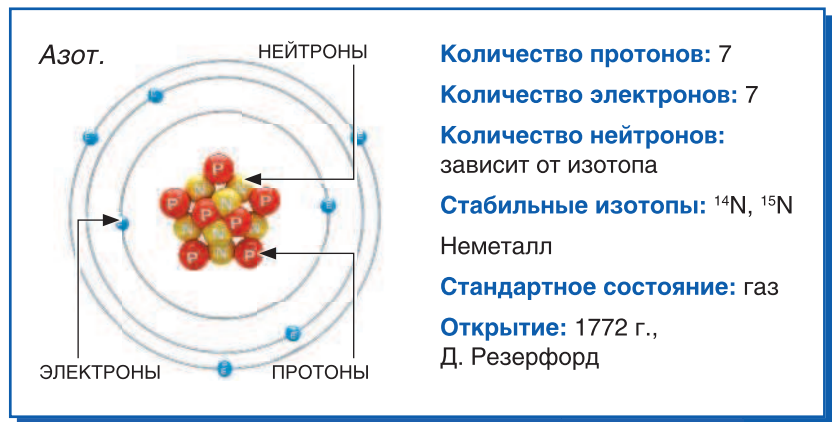 Азот.
НЕЙТРОНЫ
ЭЛЕКТРОНЫ
ПРОТОНЫ
P
N
N
P
N
P
P
P
N
N
N
N
P
P
E
E
E
E
E
E
E
Количество протонов: 7
Количество электронов: 7
Количество нейтронов:
зависит от изотопа
Стабильные изотопы: ¹⁴N, ¹⁵N
Неметалл
Стандартное состояние: газ
Открытие: 1772 г.,
Д. Резерфорд